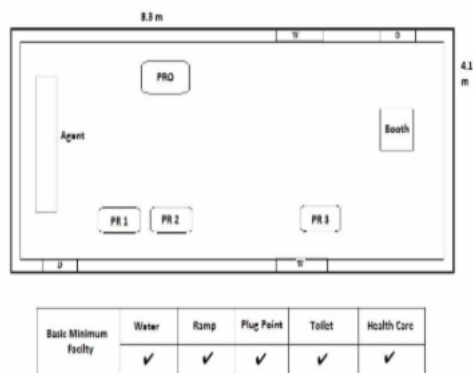 8.3 m
W D
4.1
m
PRO
Agent
Booth
PR 1 PR 2 PR 3
D W
Basic Minimum
Facility
Water Ramp Plug Point Toilet Health Care
✓ ✓ ✓ ✓ ✓